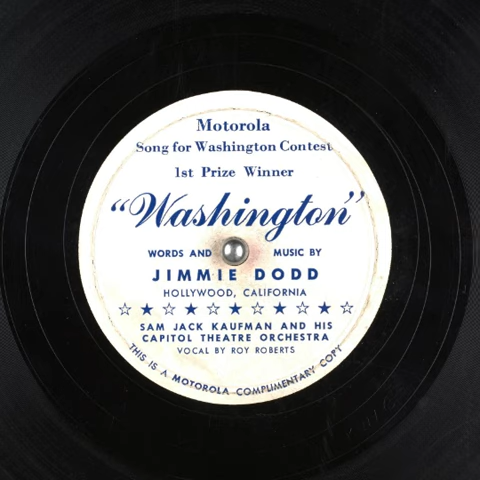 Motorola
Song for Washington Contest
1st Prize Winner
"Washington"
WORDS AND MUSIC BY
JIMMIE DODD
HOLLYWOOD, CALIFORNIA
SAM JACK KAUFMAN AND HIS
CAPITOL THEATRE ORCHESTRA
VOCAL BY ROY ROBERTS
THIS IS A MOTOROLA COMPLIMENTARY COPY